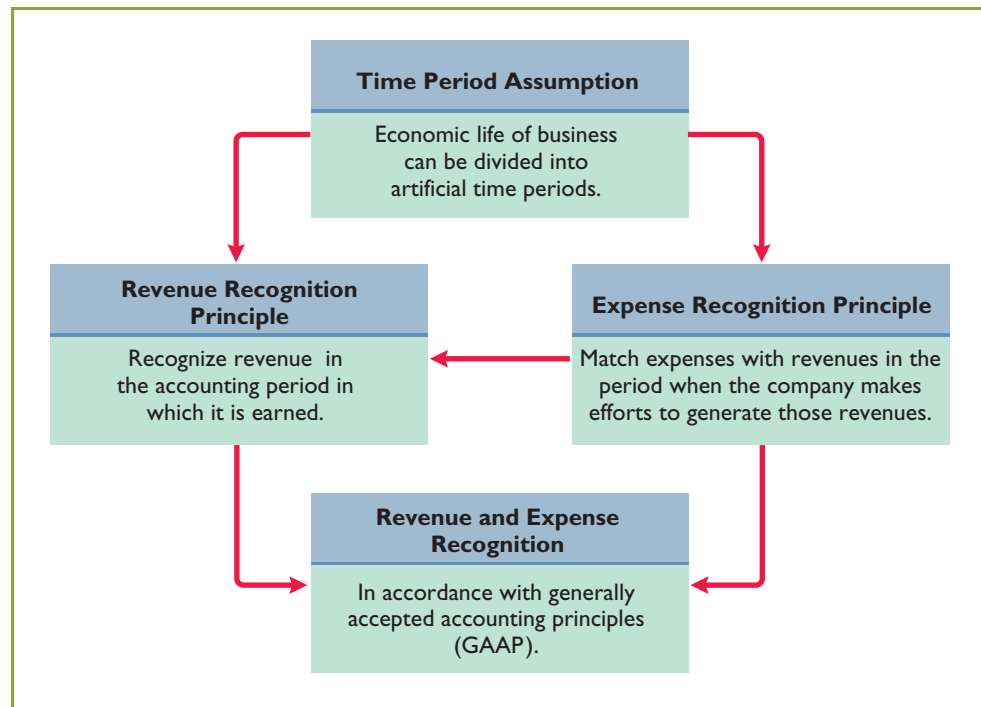 Time Period Assumption
Economic life of business
can be divided into
artificial time periods.
Revenue Recognition
Principle
Recognize revenue in
the accounting period in
which it is earned.
Expense Recognition Principle
Match expenses with revenues in the
period when the company makes
efforts to generate those revenues.
Revenue and Expense
Recognition
In accordance with generally
accepted accounting principles
(GAAP).